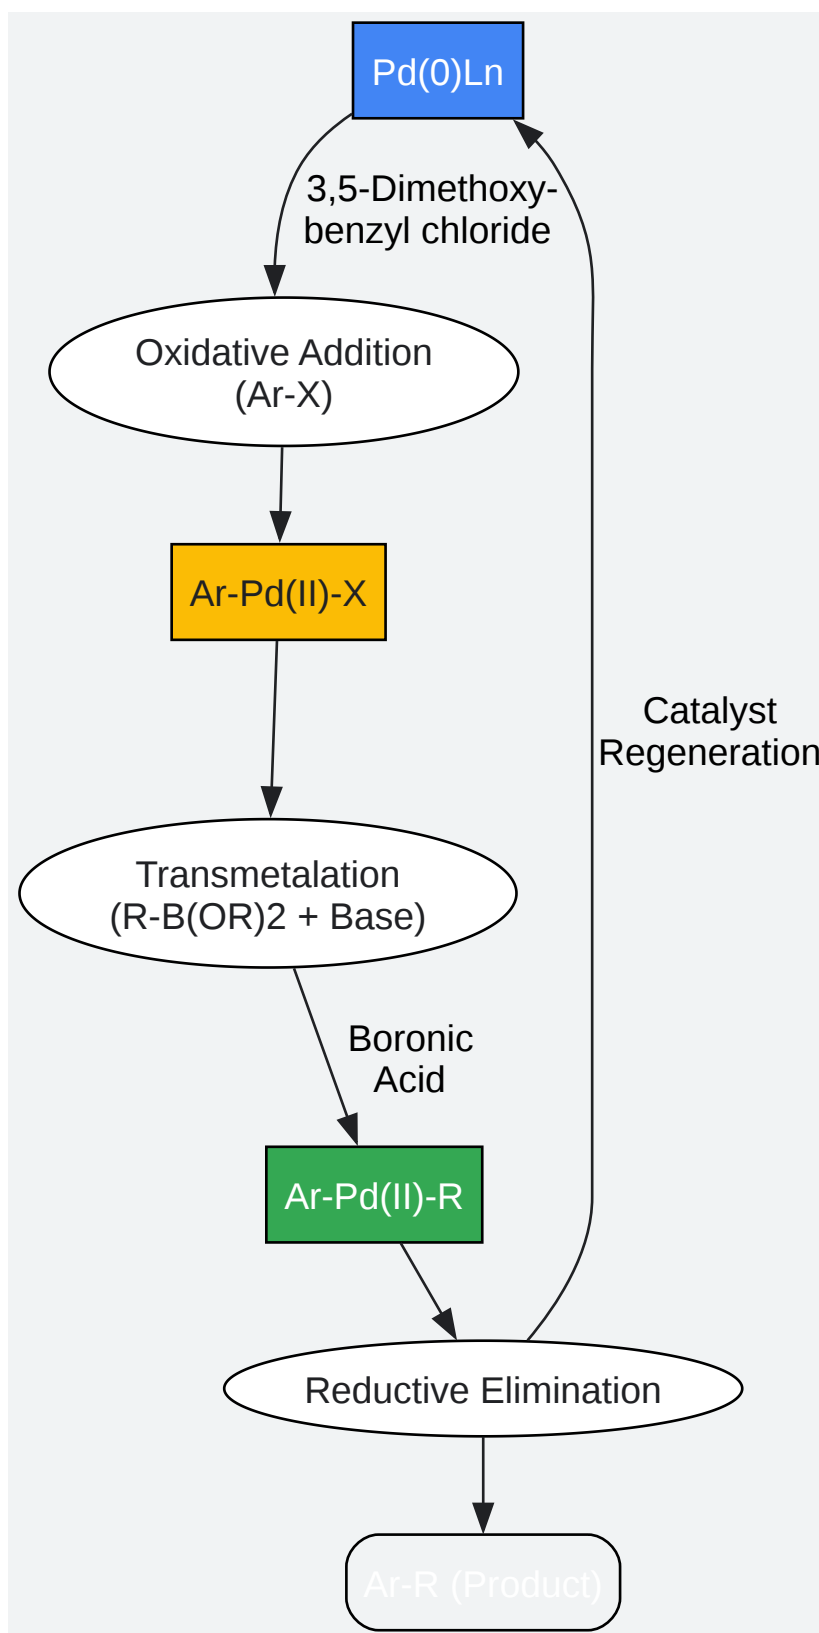 Pd(0)Ln
3,5-Dimethoxy-
benzyl chloride
Oxidative Addition
(Ar-X)
Ar-Pd(II)-X
Catalyst
Regeneration
Transmetalation
(R-B(OR)2 + Base)
Boronic
Acid
Ar-Pd(II)-R
Reductive Elimination
Ar-R (Product)